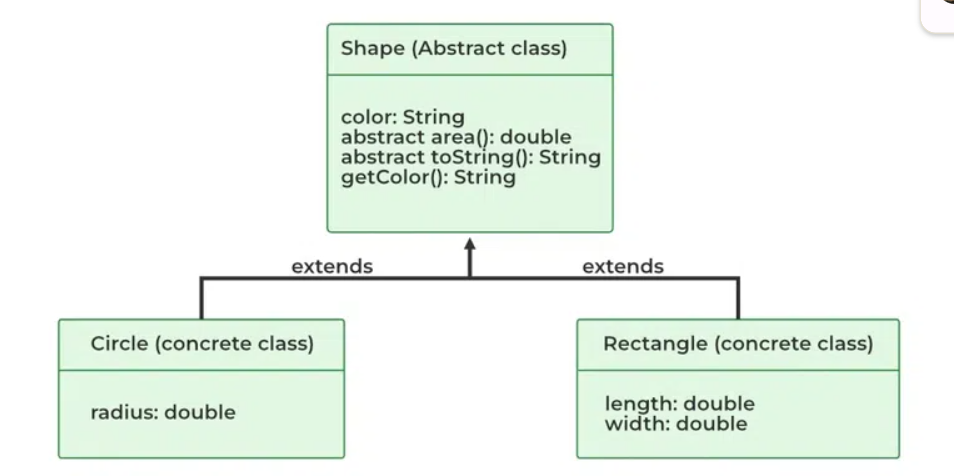 Shape (Abstract class)
color: String
abstract area(): double
abstract toString(): String
getColor(): String
extends
extends
Circle (concrete class)
radius: double
Rectangle (concrete class)
length: double
width: double